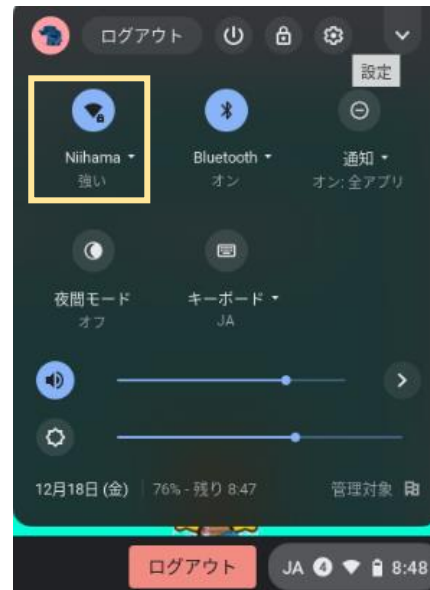 ログアウト
設定
Niihama
強い
Bluetooth
オン
通知
オン: 全アプリ
夜間モード
オフ
キーボード
JA
12月18日 (金)
76% - 残り 8:47
管理対象
ログアウト
JA 4 8:48